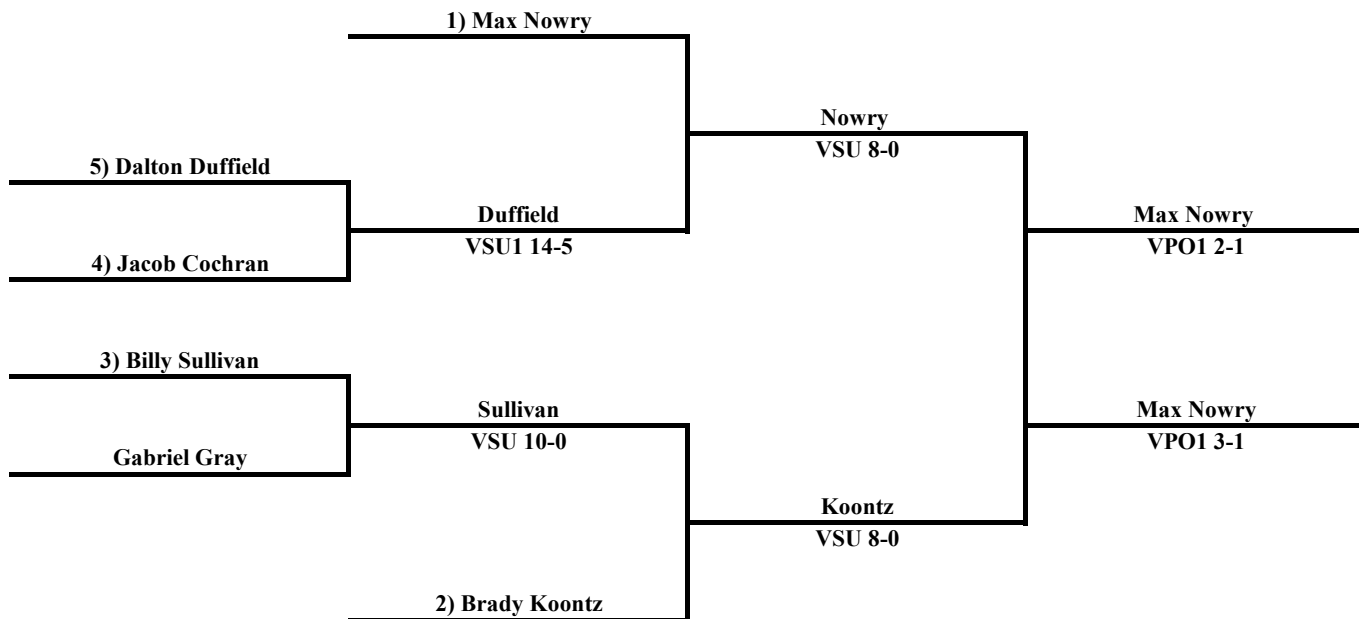 1) Max Nowry
Nowry
VSU 8-0
5) Dalton Duffield
Duffield
VSU1 14-5
Max Nowry
VPO1 2-1
4) Jacob Cochran
3) Billy Sullivan
Sullivan
VSU 10-0
Max Nowry
VPO1 3-1
Gabriel Gray
Koontz
VSU 8-0
2) Brady Koontz